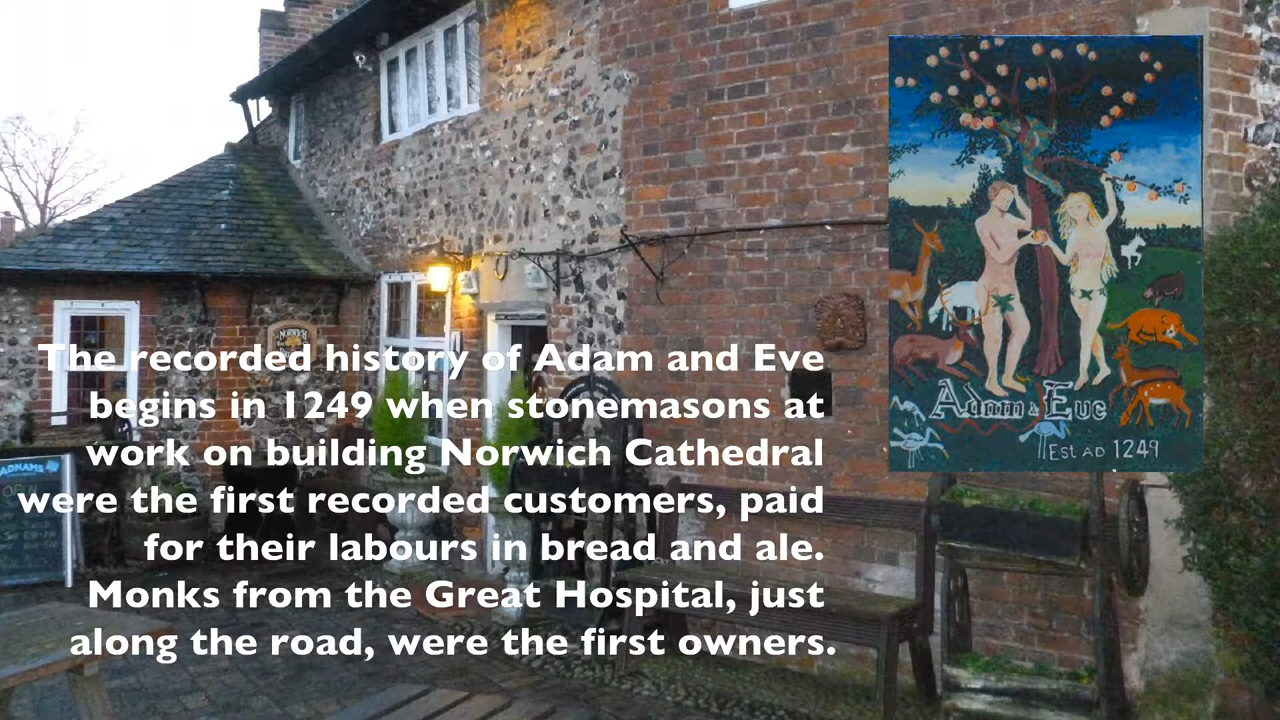 The recorded history of Adam and Eve
begins in 1249 when stonemasons at
work on building Norwich Cathedral
were the first recorded customers, paid
for their labours in bread and ale.
Monks from the Great Hospital, just
along the road, were the first owners.
Adam & Eve
Est AD 1249
NORWICH
ADNAMS
OPEN